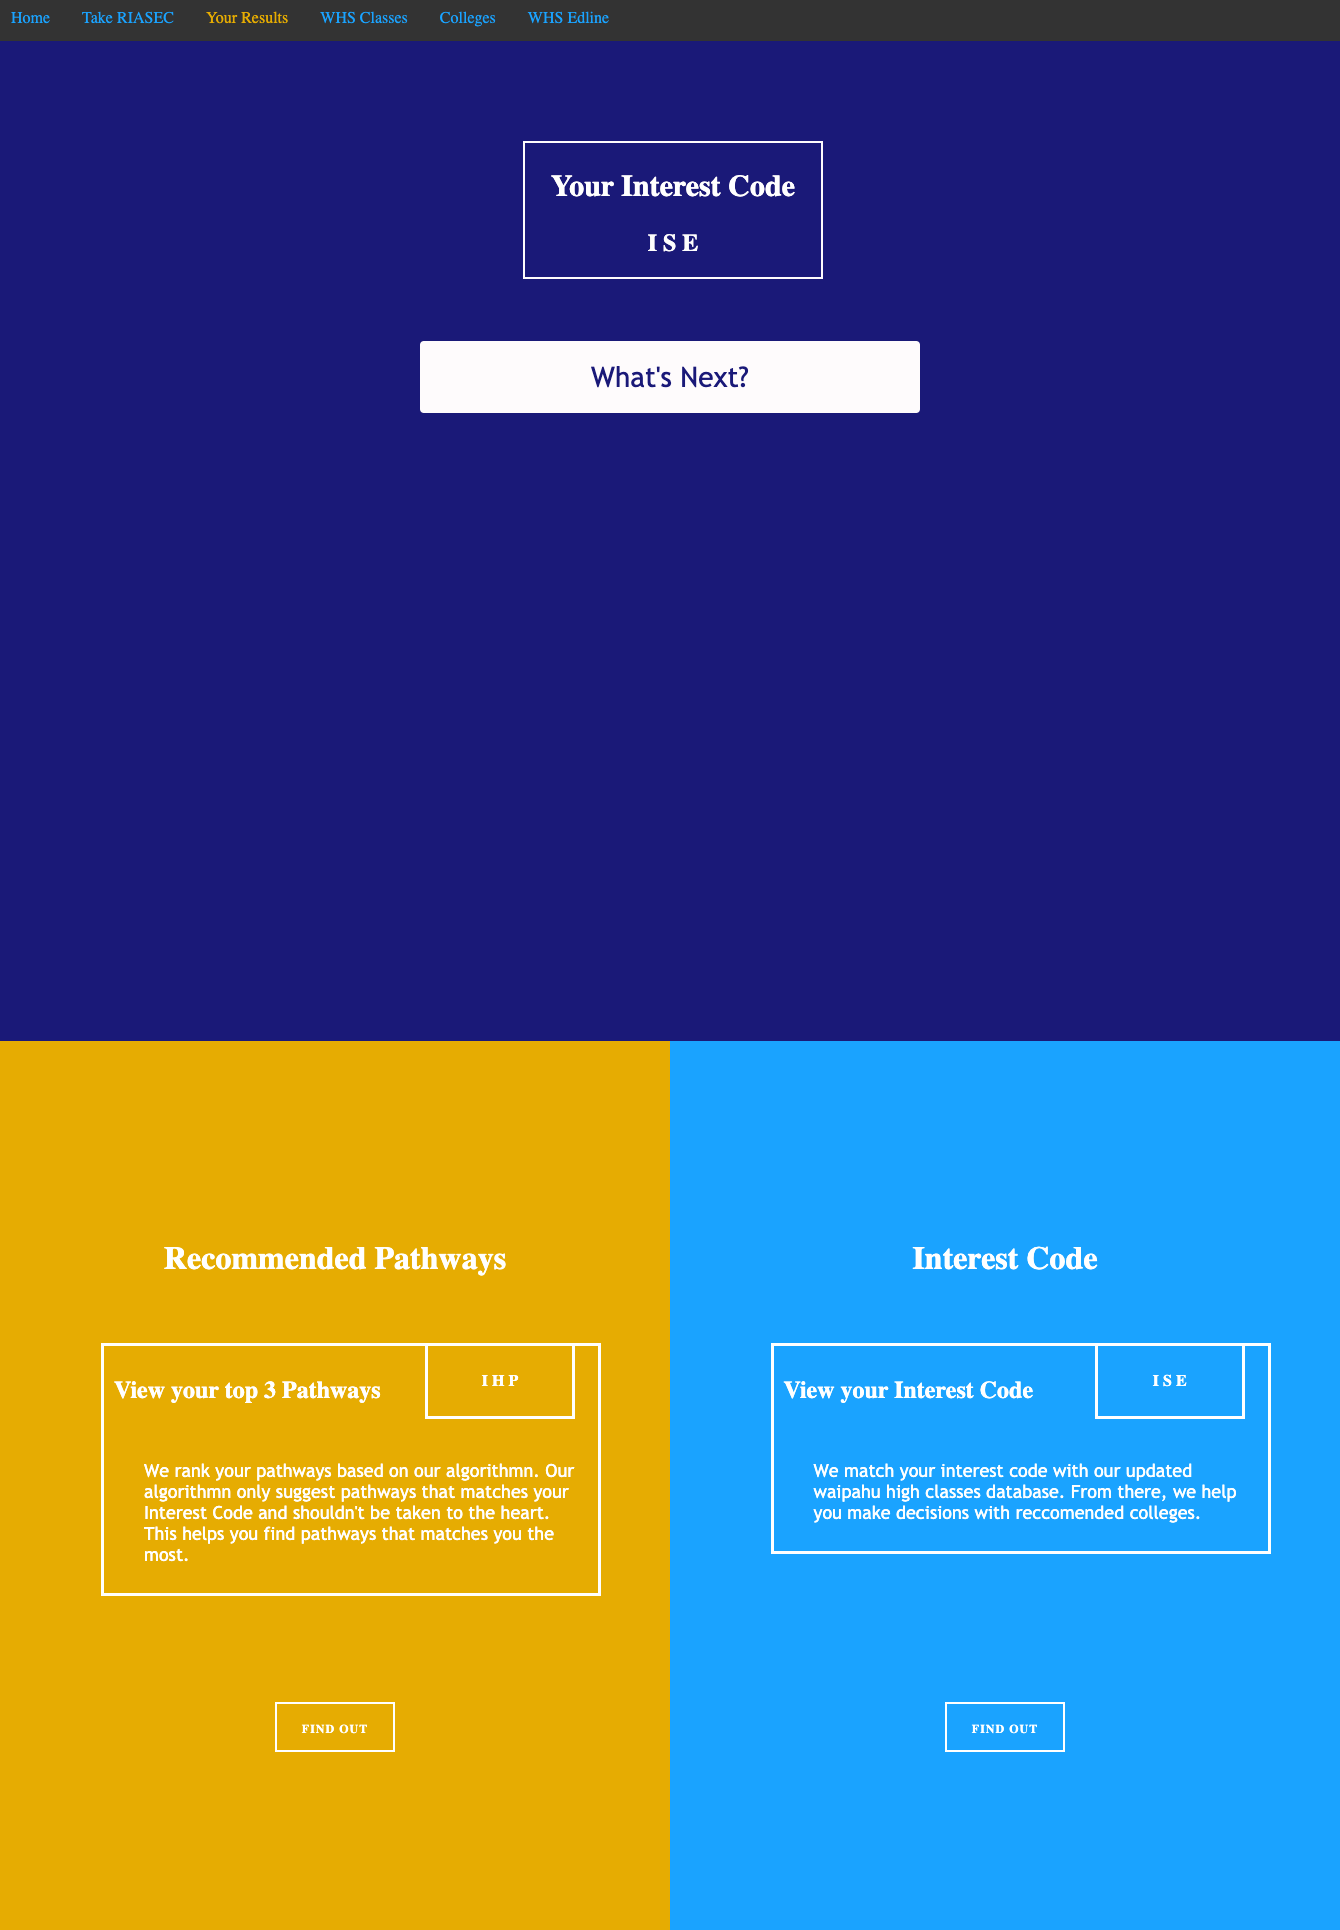 Home Take RIASEC Your Results WHS Classes Colleges WHS Edline
Your Interest Code
I S E
What's Next?
Recommended Pathways
View your top 3 Pathways
I H P
We rank your pathways based on our algorithmn. Our
algorithmn only suggest pathways that matches your
Interest Code and shouldn't be taken to the heart.
This helps you find pathways that matches you the
most.
FIND OUT
Interest Code
View your Interest Code
I S E
We match your interest code with our updated
waipahu high classes database. From there, we help
you make decisions with reccomended colleges.
FIND OUT